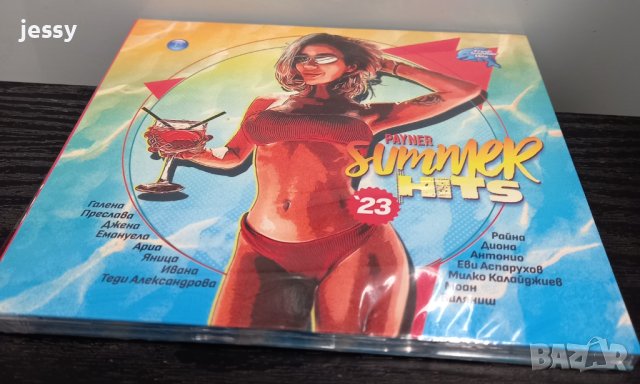 jessy
PAYNER
SUMMER
HITS
'23
Галена
Преслава
Джена
Емануела
Ариа
Яница
Ивана
Теди Александрова
Райна
Диона
Антонио
Еви Аспарухов
Милко Калайджиев
BAZAR